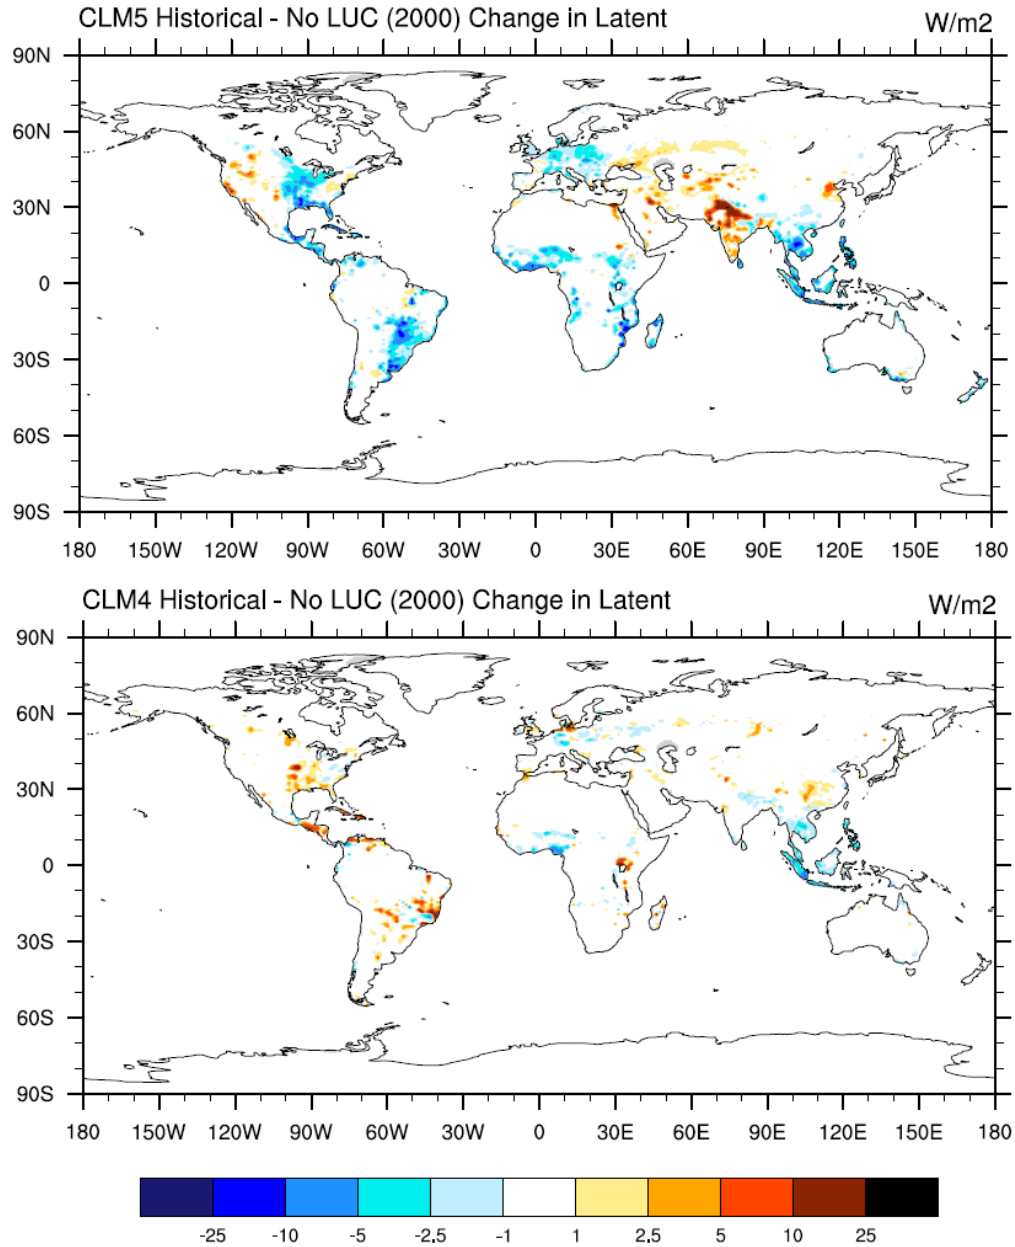 CLM5 Historical - No LUC (2000) Change in Latent W/m2
90N
60N
30N
0
30S
60S
90S
180 150W 120W 90W 60W 30W 0 30E 60E 90E 120E 150E 180
CLM4 Historical - No LUC (2000) Change in Latent W/m2
90N
60N
30N
0
30S
60S
90S
180 150W 120W 90W 60W 30W 0 30E 60E 90E 120E 150E 180
-25 -10 -5 -2.5 -1 1 2.5 5 10 25